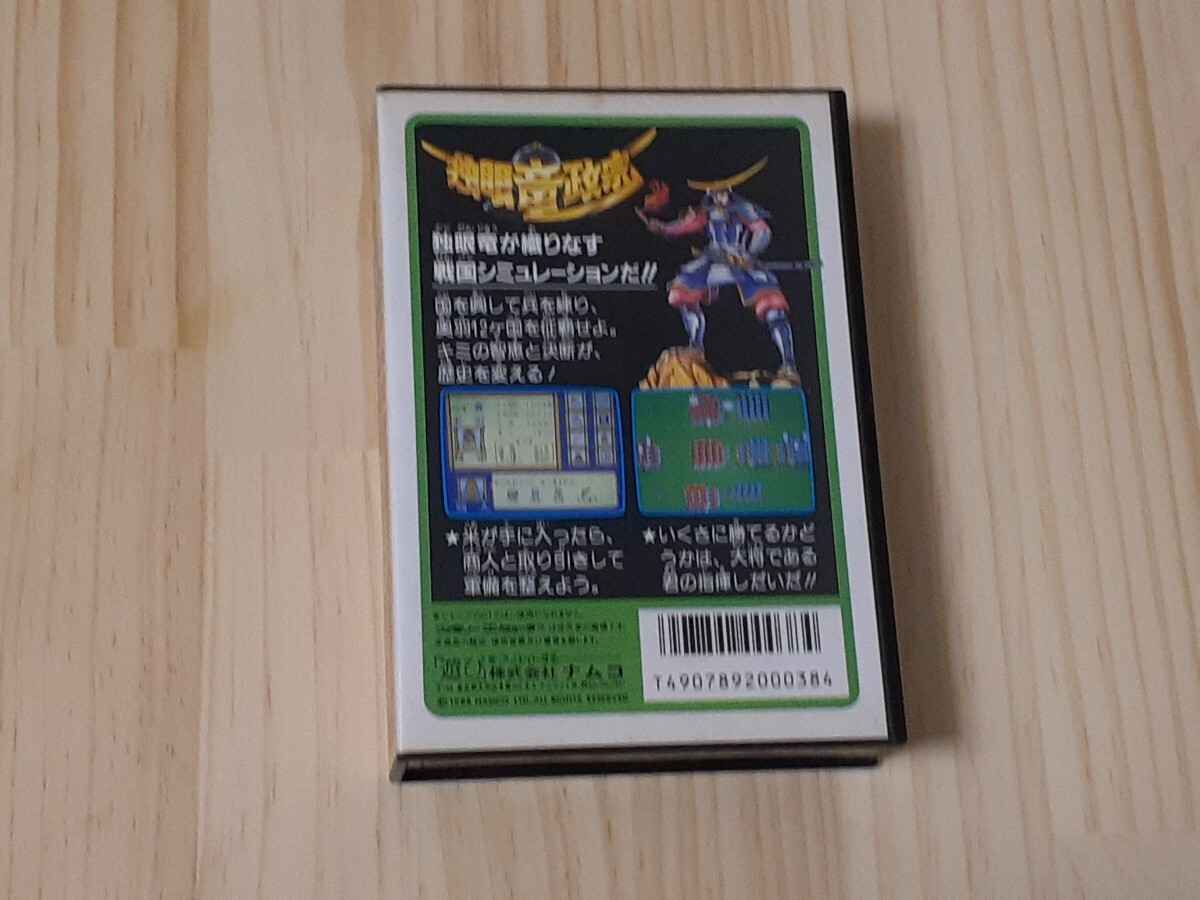 独眼竜政宗
独眼竜が織りなす
戦国シミュレーションだ!!
国を興して兵を練り、
奥羽12ヶ国を征服せよ。
キミの智恵と決断が、
歴史を変える!
★米が手に入ったら、
商人と取り引きして
軍備を整えよう。
★いくさに勝てるかど
うかは、大将である
君の指揮しだいだ!!
株式会社ナムコ
T4907892000384